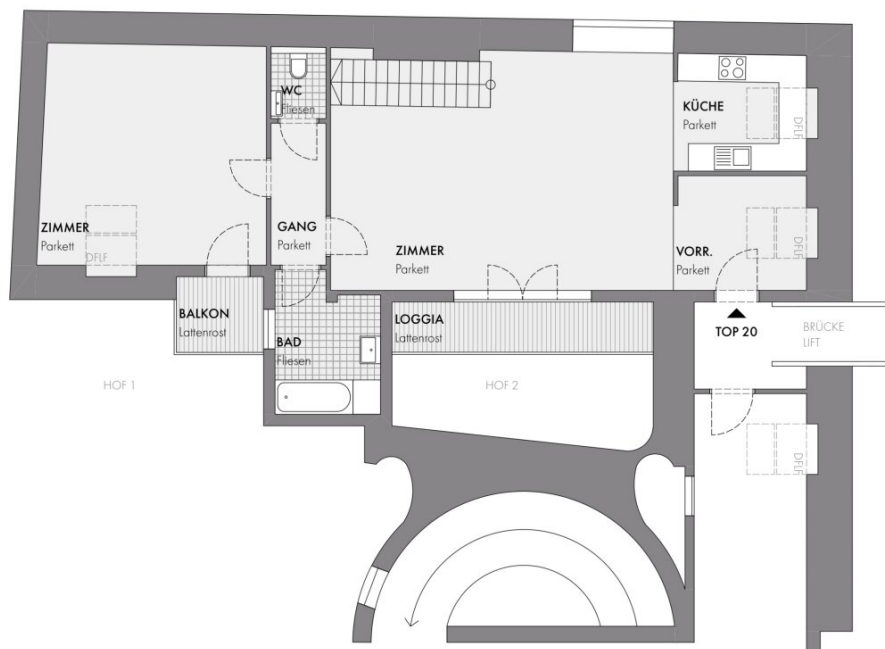 WC
Fliesen
KÜCHE
Parkett
DFLF
ZIMMER
Parkett
DFLF
GANG
Parkett
ZIMMER
Parkett
VORR.
Parkett
DFLF
BALKON
Lattenrost
BAD
Fliesen
LOGGIA
Lattenrost
TOP 20
BRÜCKE
LIFT
HOF 1
HOF 2
DFLF